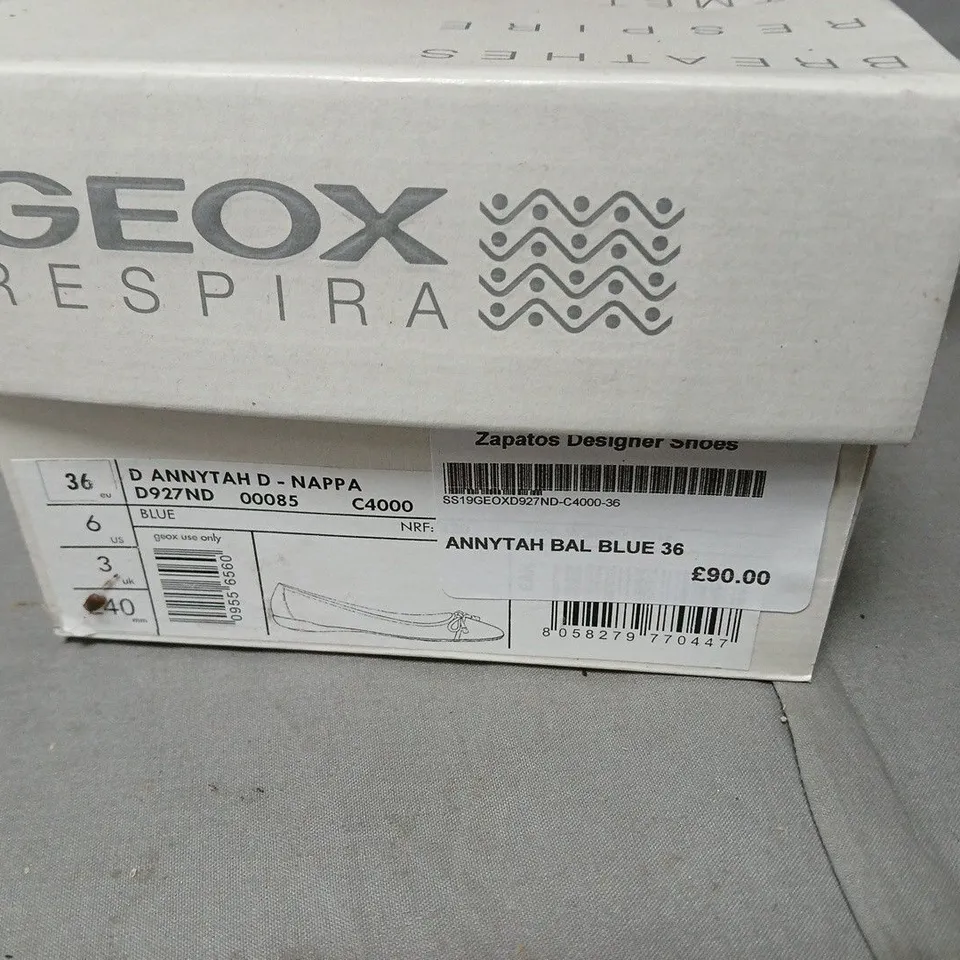 BREATHES
RESPIRE
GEOX
RESPIRA
Zapatos Designer Shoes
SS19GEOXD927ND-C4000-36
ANNYTAH BAL BLUE 36
£90.00
36 eu
6 US
3 uk
240 mm
D ANNYTAH D - NAPPA
D927ND 00085 C4000
BLUE
NRF:
geox use only
0955 6560
8 058279 770447